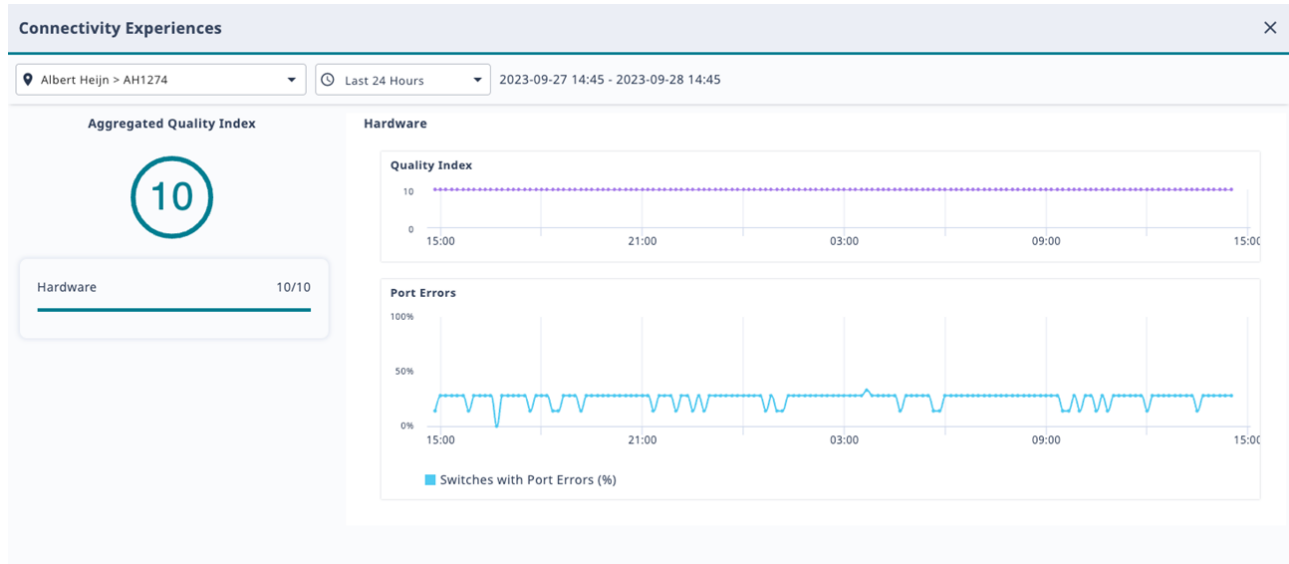 Connectivity Experiences
Albert Heijn > AH1274
Last 24 Hours
2023-09-27 14:45 - 2023-09-28 14:45
Aggregated Quality Index
10
Hardware 10/10
Hardware
Quality Index
10
0
15:00 21:00 03:00 09:00 15:00
Port Errors
100%
50%
0%
15:00 21:00 03:00 09:00 15:00
Switches with Port Errors (%)